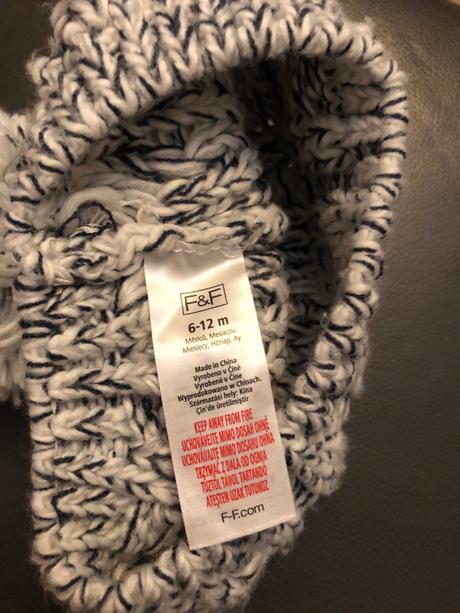 F&F
6-12 m
Měsíců, Mesiacov
Miesięcy, Hónap, Ay
Made in China
Vyrobeno v Číně
Vyrobené v Číne
Wyprodukowano w Chinach.
Származási hely: Kína
Çin'de üretilmiştir
KEEP AWAY FROM FIRE
UCHOVÁVEJTE MIMO DOSAH OHNĚ
UCHOVÁVAJTE MIMO DOSAHU OHŇA
TRZYMAĆ Z DALA OD OGNIA
TŰZTŐL TÁVOL TARTANDÓ
ATEŞTEN UZAK TUTUNUZ
F-F.com